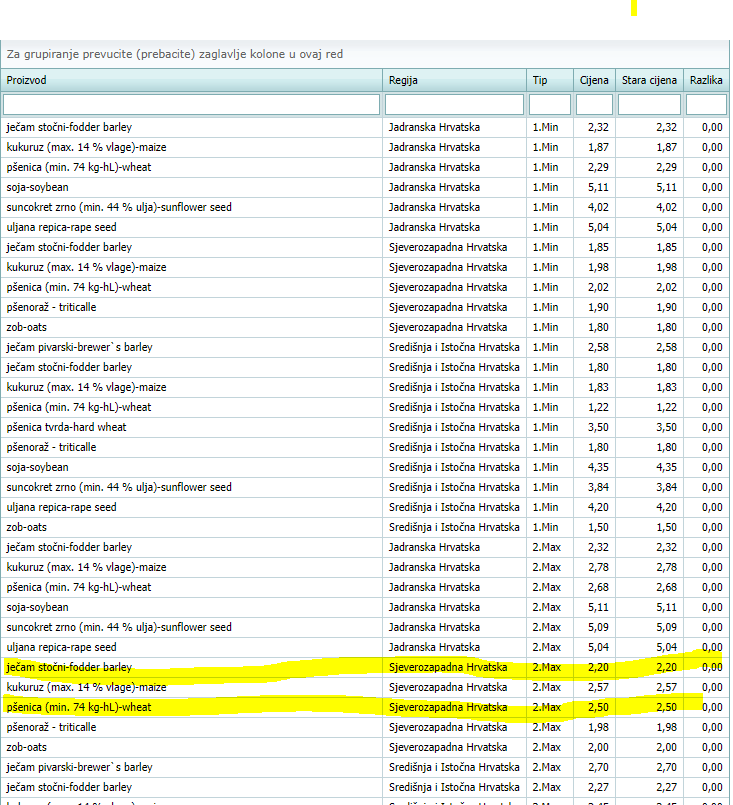 Za grupiranje prevucite (prebacite) zaglavlje kolone u ovaj red
Proizvod Regija Tip Cijena Stara cijena Razlika
ječam stočni-fodder barley Jadranska Hrvatska 1.Min 2,32 2,32 0,00
kukuruz (max. 14 % vlage)-maize Jadranska Hrvatska 1.Min 1,87 1,87 0,00
pšenica (min. 74 kg-hL)-wheat Jadranska Hrvatska 1.Min 2,29 2,29 0,00
soja-soybean Jadranska Hrvatska 1.Min 5,11 5,11 0,00
suncokret zrno (min. 44 % ulja)-sunflower seed Jadranska Hrvatska 1.Min 4,02 4,02 0,00
uljana repica-rape seed Jadranska Hrvatska 1.Min 5,04 5,04 0,00
ječam stočni-fodder barley Sjeverozapadna Hrvatska 1.Min 1,85 1,85 0,00
kukuruz (max. 14 % vlage)-maize Sjeverozapadna Hrvatska 1.Min 1,98 1,98 0,00
pšenica (min. 74 kg-hL)-wheat Sjeverozapadna Hrvatska 1.Min 2,02 2,02 0,00
pšenoraž - triticalle Sjeverozapadna Hrvatska 1.Min 1,90 1,90 0,00
zob-oats Sjeverozapadna Hrvatska 1.Min 1,80 1,80 0,00
ječam pivarski-brewer`s barley Središnja i Istočna Hrvatska 1.Min 2,58 2,58 0,00
ječam stočni-fodder barley Središnja i Istočna Hrvatska 1.Min 1,80 1,80 0,00
kukuruz (max. 14 % vlage)-maize Središnja i Istočna Hrvatska 1.Min 1,83 1,83 0,00
pšenica (min. 74 kg-hL)-wheat Središnja i Istočna Hrvatska 1.Min 1,22 1,22 0,00
pšenica tvrda-hard wheat Središnja i Istočna Hrvatska 1.Min 3,50 3,50 0,00
pšenoraž - triticalle Središnja i Istočna Hrvatska 1.Min 1,80 1,80 0,00
soja-soybean Središnja i Istočna Hrvatska 1.Min 4,35 4,35 0,00
suncokret zrno (min. 44 % ulja)-sunflower seed Središnja i Istočna Hrvatska 1.Min 3,84 3,84 0,00
uljana repica-rape seed Središnja i Istočna Hrvatska 1.Min 4,20 4,20 0,00
zob-oats Središnja i Istočna Hrvatska 1.Min 1,50 1,50 0,00
ječam stočni-fodder barley Jadranska Hrvatska 2.Max 2,32 2,32 0,00
kukuruz (max. 14 % vlage)-maize Jadranska Hrvatska 2.Max 2,78 2,78 0,00
pšenica (min. 74 kg-hL)-wheat Jadranska Hrvatska 2.Max 2,68 2,68 0,00
soja-soybean Jadranska Hrvatska 2.Max 5,11 5,11 0,00
suncokret zrno (min. 44 % ulja)-sunflower seed Jadranska Hrvatska 2.Max 5,09 5,09 0,00
uljana repica-rape seed Jadranska Hrvatska 2.Max 5,04 5,04 0,00
ječam stočni-fodder barley Sjeverozapadna Hrvatska 2.Max 2,20 2,20 0,00
kukuruz (max. 14 % vlage)-maize Sjeverozapadna Hrvatska 2.Max 2,57 2,57 0,00
pšenica (min. 74 kg-hL)-wheat Sjeverozapadna Hrvatska 2.Max 2,50 2,50 0,00
pšenoraž - triticalle Sjeverozapadna Hrvatska 2.Max 1,98 1,98 0,00
zob-oats Sjeverozapadna Hrvatska 2.Max 2,00 2,00 0,00
ječam pivarski-brewer`s barley Središnja i Istočna Hrvatska 2.Max 2,70 2,70 0,00
ječam stočni-fodder barley Središnja i Istočna Hrvatska 2.Max 2,27 2,27 0,00